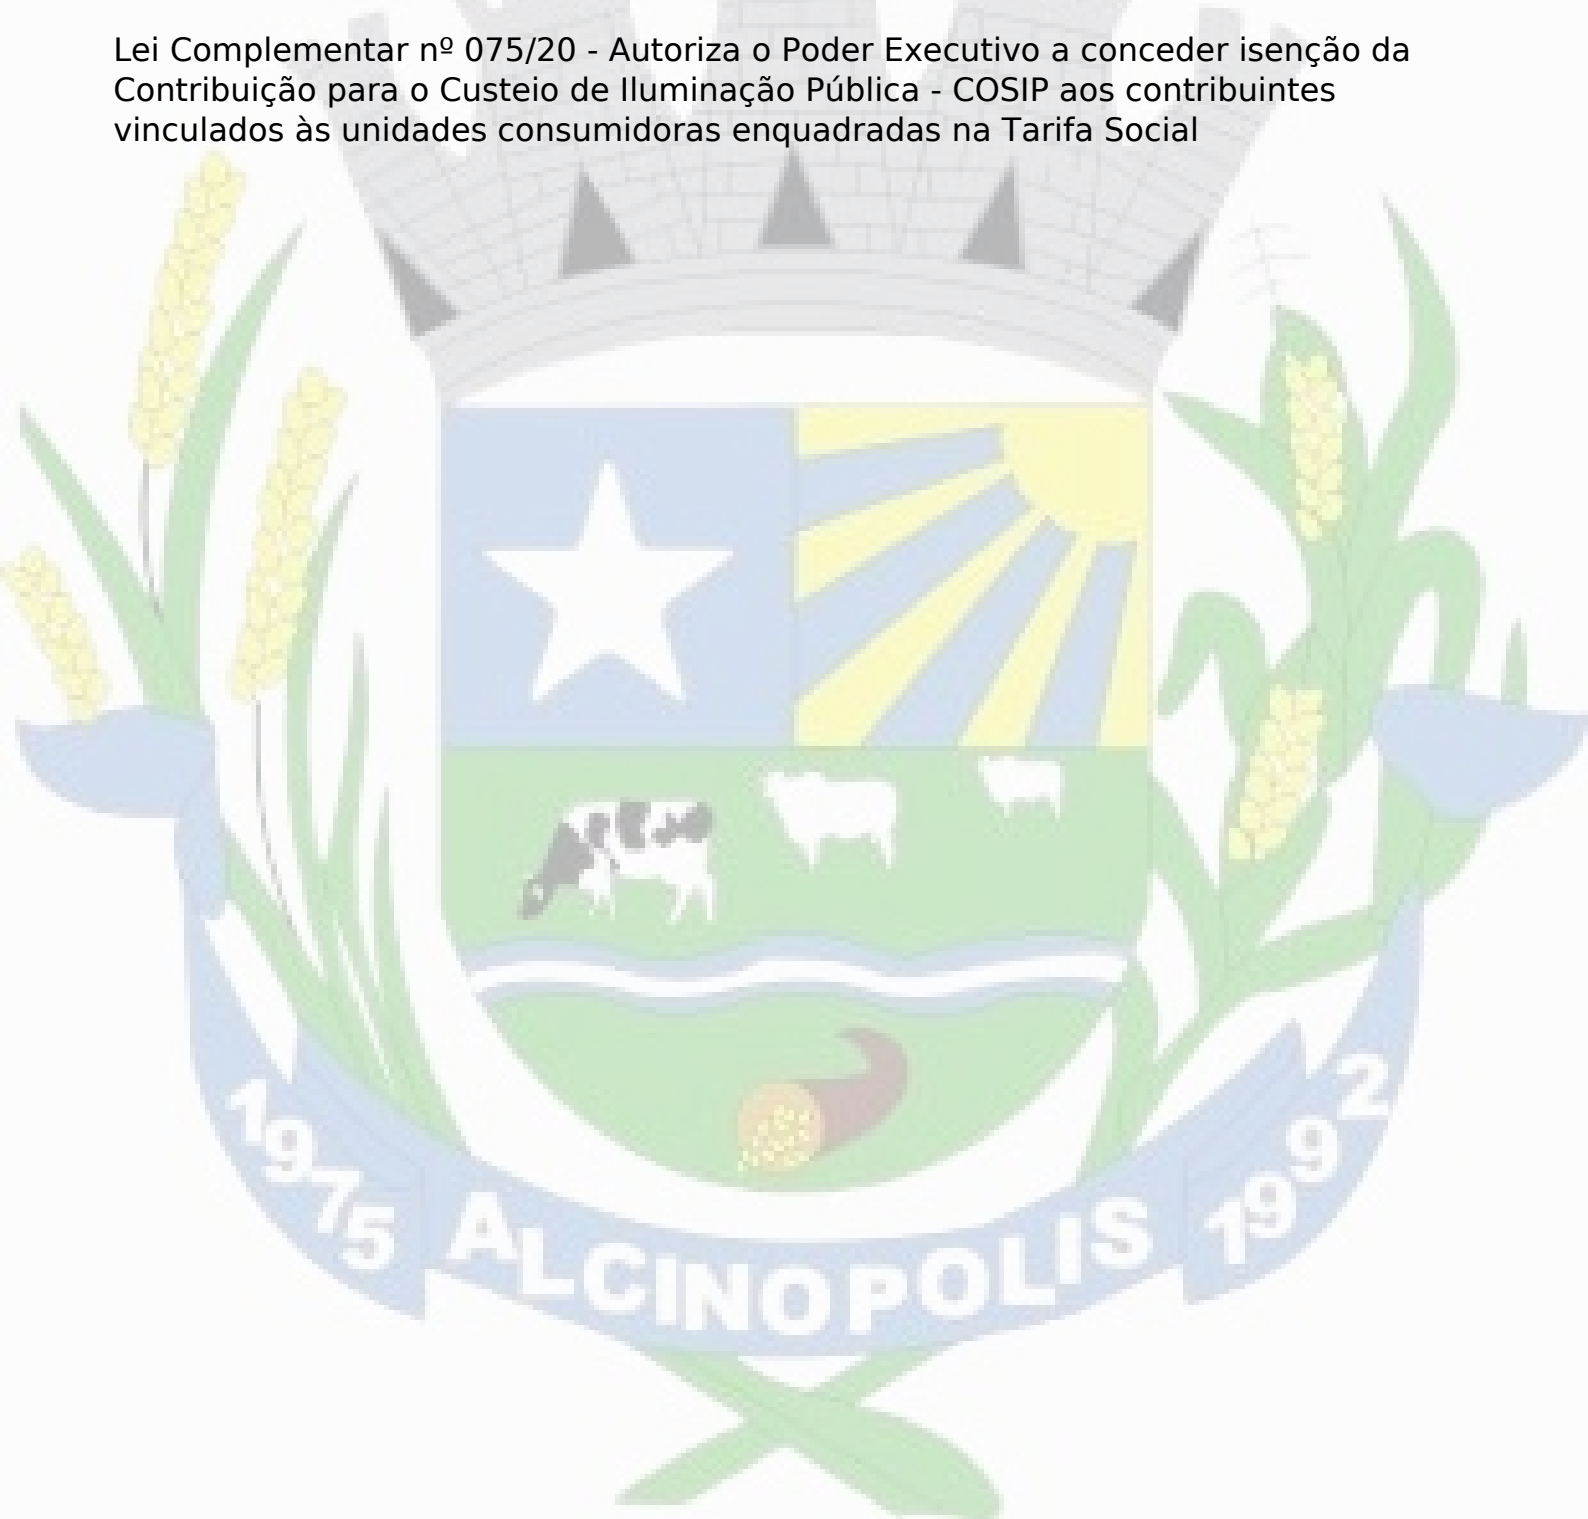 Lei Complementar nº 075/20 - Autoriza o Poder Executivo a conceder isenção da
Contribuição para o Custeio de Iluminação Pública - COSIP aos contribuintes
vinculados às unidades consumidoras enquadradas na Tarifa Social
1975
ALCINOPOLIS
1992